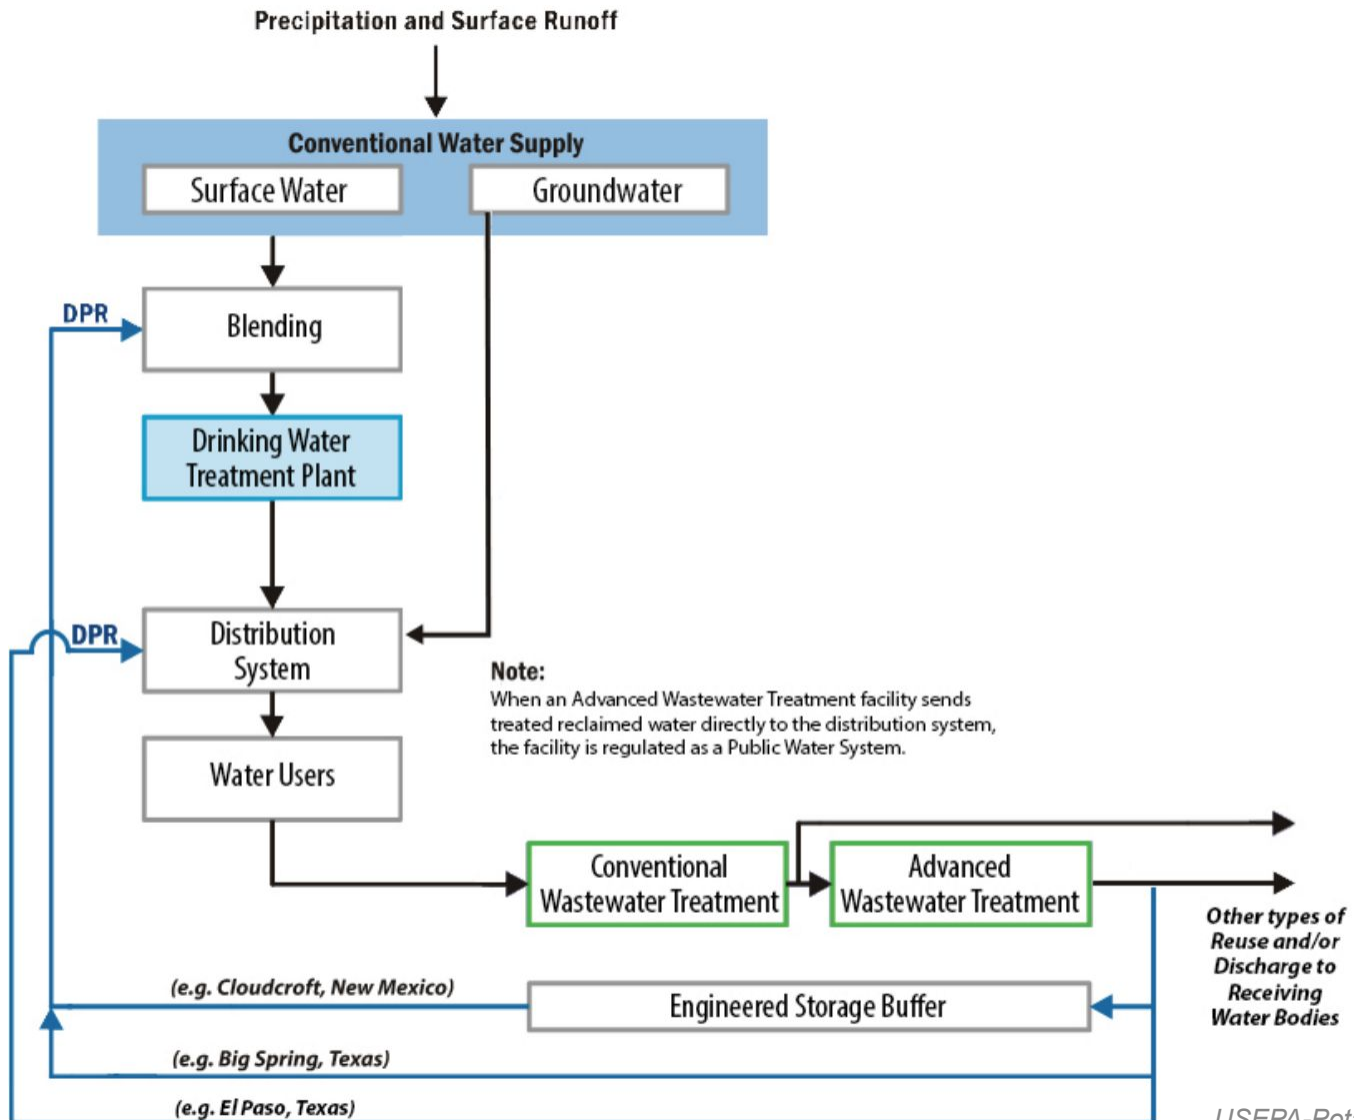 Precipitation and Surface Runoff
Conventional Water Supply
Surface Water
Groundwater
DPR
Blending
Drinking Water
Treatment Plant
DPR
Distribution
System
Note:
When an Advanced Wastewater Treatment facility sends
treated reclaimed water directly to the distribution system,
the facility is regulated as a Public Water System.
Water Users
Conventional
Wastewater Treatment
Advanced
Wastewater Treatment
Other types of
Reuse and/or
Discharge to
Receiving
Water Bodies
(e.g. Cloudcroft, New Mexico)
Engineered Storage Buffer
(e.g. Big Spring, Texas)
(e.g. El Paso, Texas)